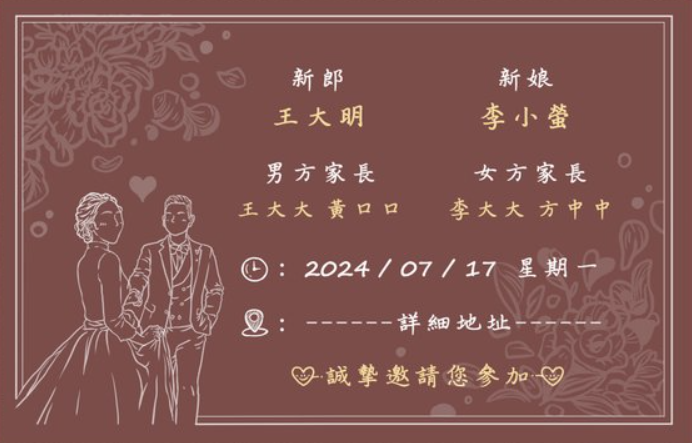 新郎 新娘
王大明 李小螢
男方家長 女方家長
王大大 黃口口 李大大 方中中
: 2024 / 07 / 17 星期一
: ------詳細地址------
誠摯邀請您參加